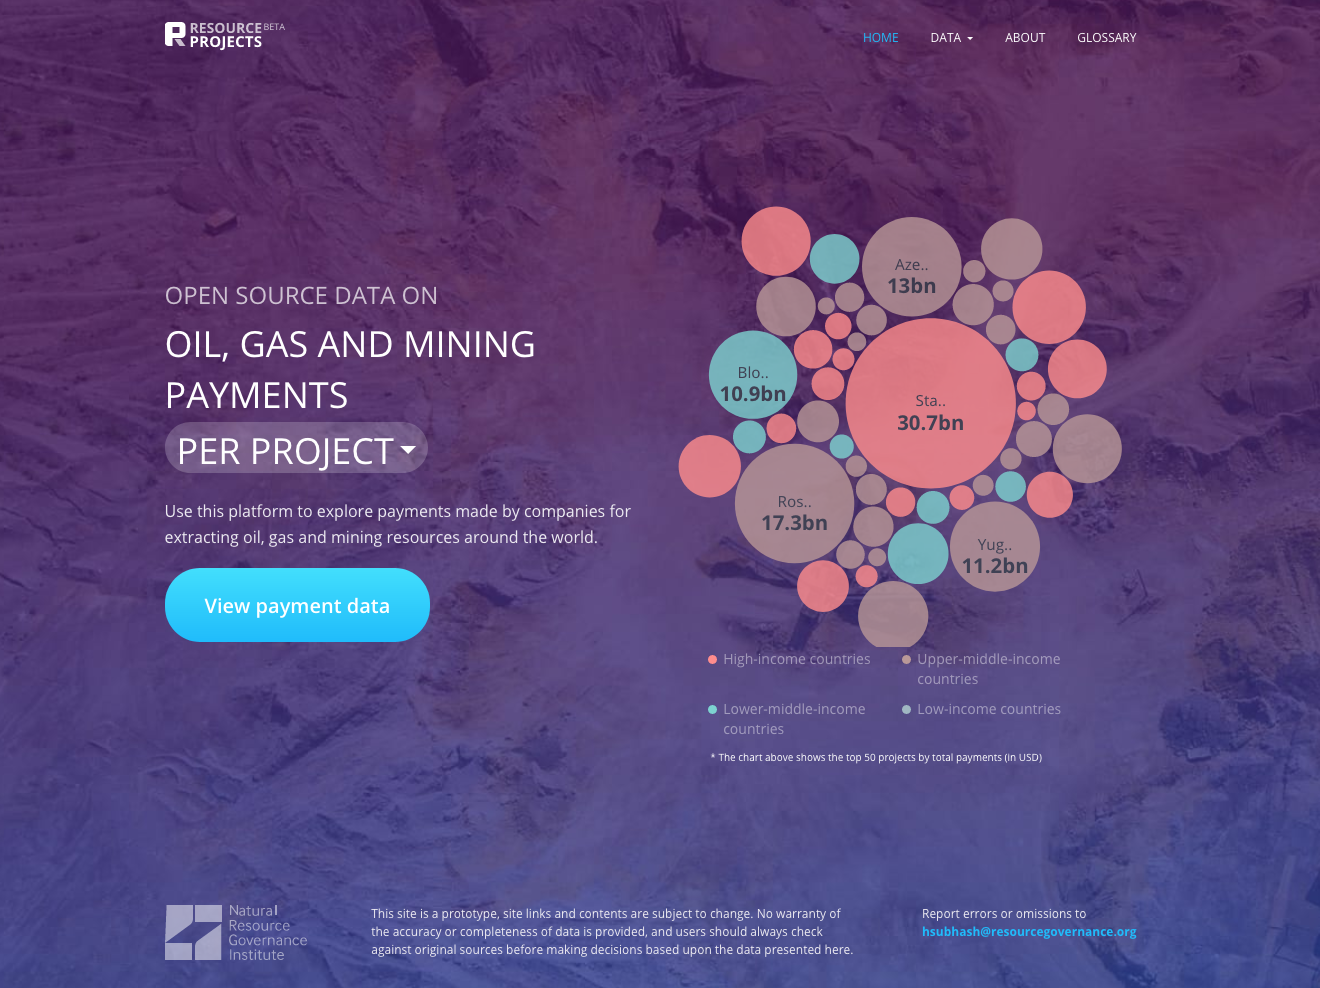 RESOURCE BETA
PROJECTS
HOME
DATA
ABOUT
GLOSSARY
OPEN SOURCE DATA ON
OIL, GAS AND MINING
PAYMENTS
PER PROJECT
Use this platform to explore payments made by companies for
extracting oil, gas and mining resources around the world.
View payment data
Aze..
13bn
Blo..
10.9bn
Sta..
30.7bn
Ros..
17.3bn
Yug..
11.2bn
High-income countries
Upper-middle-income
countries
Lower-middle-income
countries
Low-income countries
* The chart above shows the top 50 projects by total payments (in USD)
Natural
Resource
Governance
Institute
This site is a prototype, site links and contents are subject to change. No warranty of
the accuracy or completeness of data is provided, and users should always check
against original sources before making decisions based upon the data presented here.
Report errors or omissions to
hsubhash@resourcegovernance.org